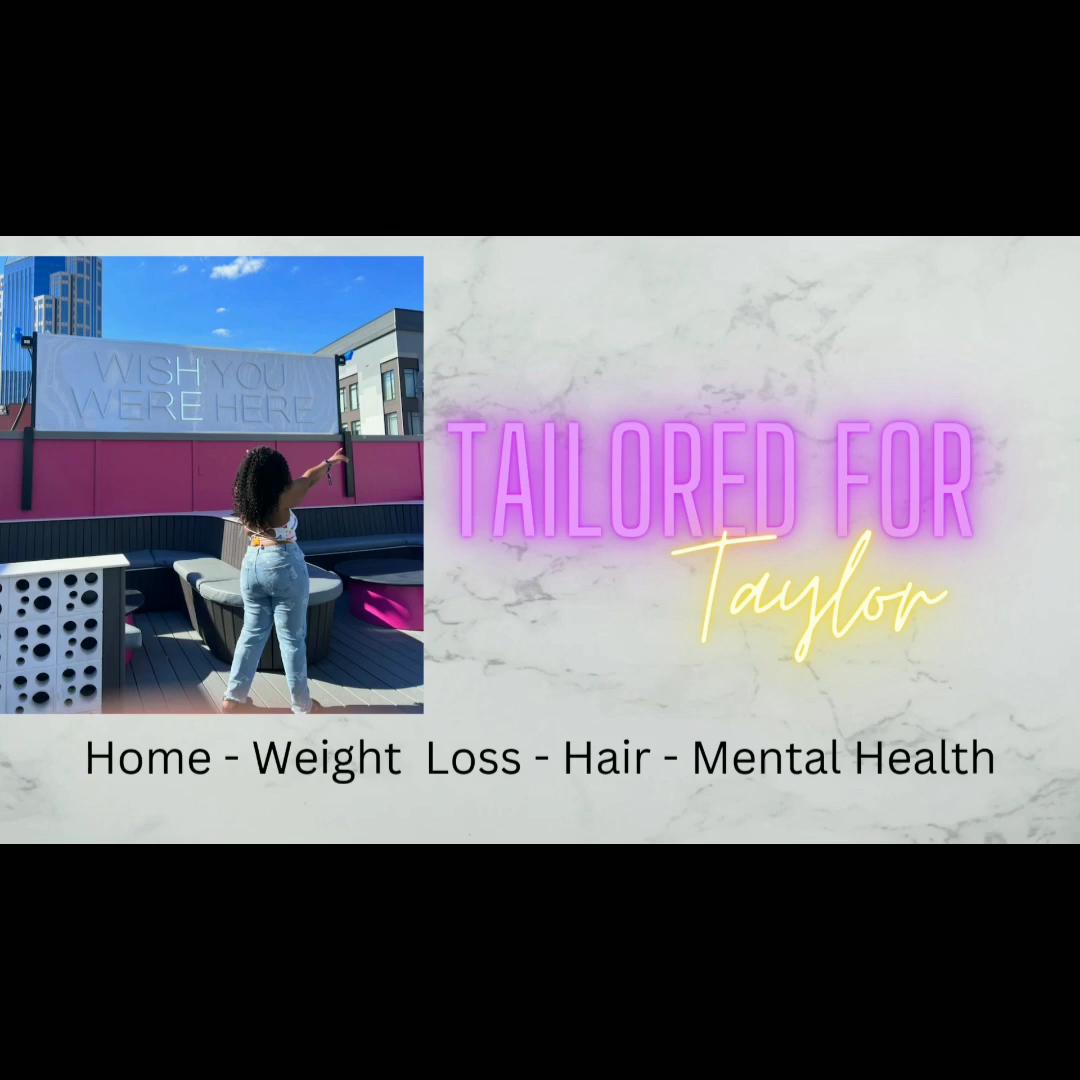 WISH YOU
WERE HERE
TAILORED FOR
Taylor
Home - Weight  Loss - Hair - Mental Health